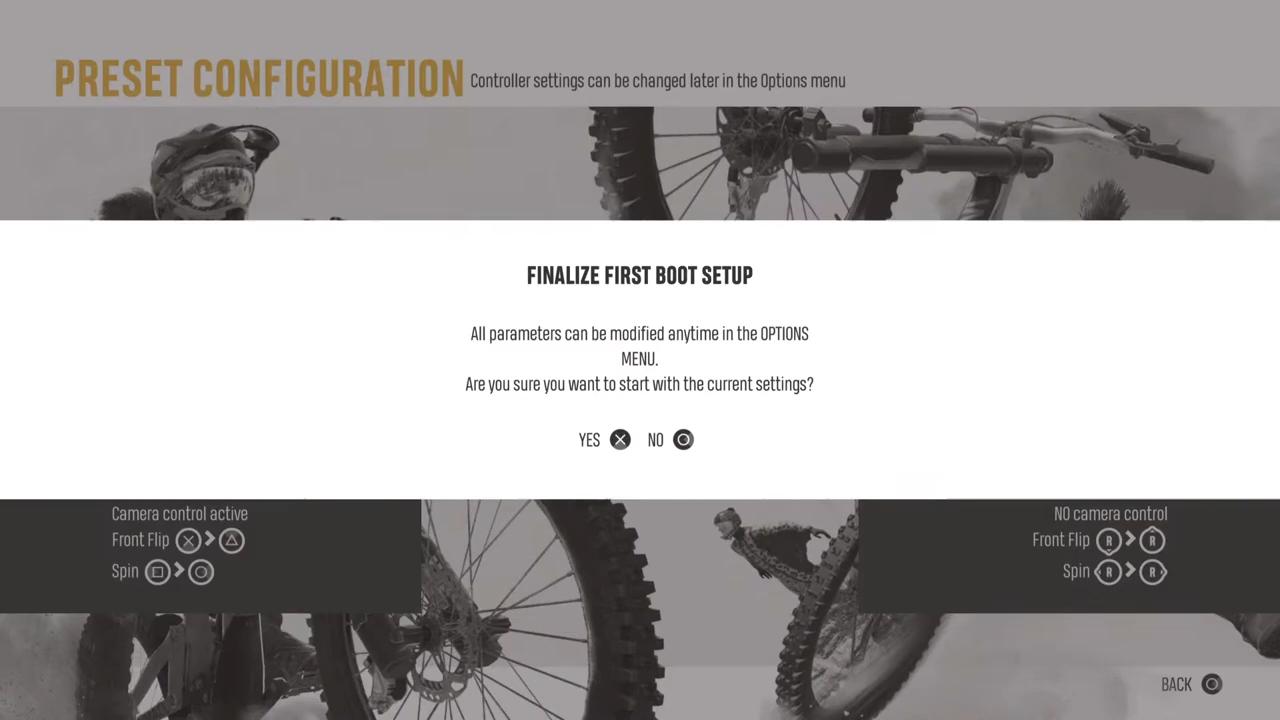 PRESET CONFIGURATION Controller settings can be changed later in the Options menu
FINALIZE FIRST BOOT SETUP
All parameters can be modified anytime in the OPTIONS
MENU.
Are you sure you want to start with the current settings?
YES NO
Camera control active
Front Flip
Spin
NO camera control
Front Flip R R
Spin R R
BACK